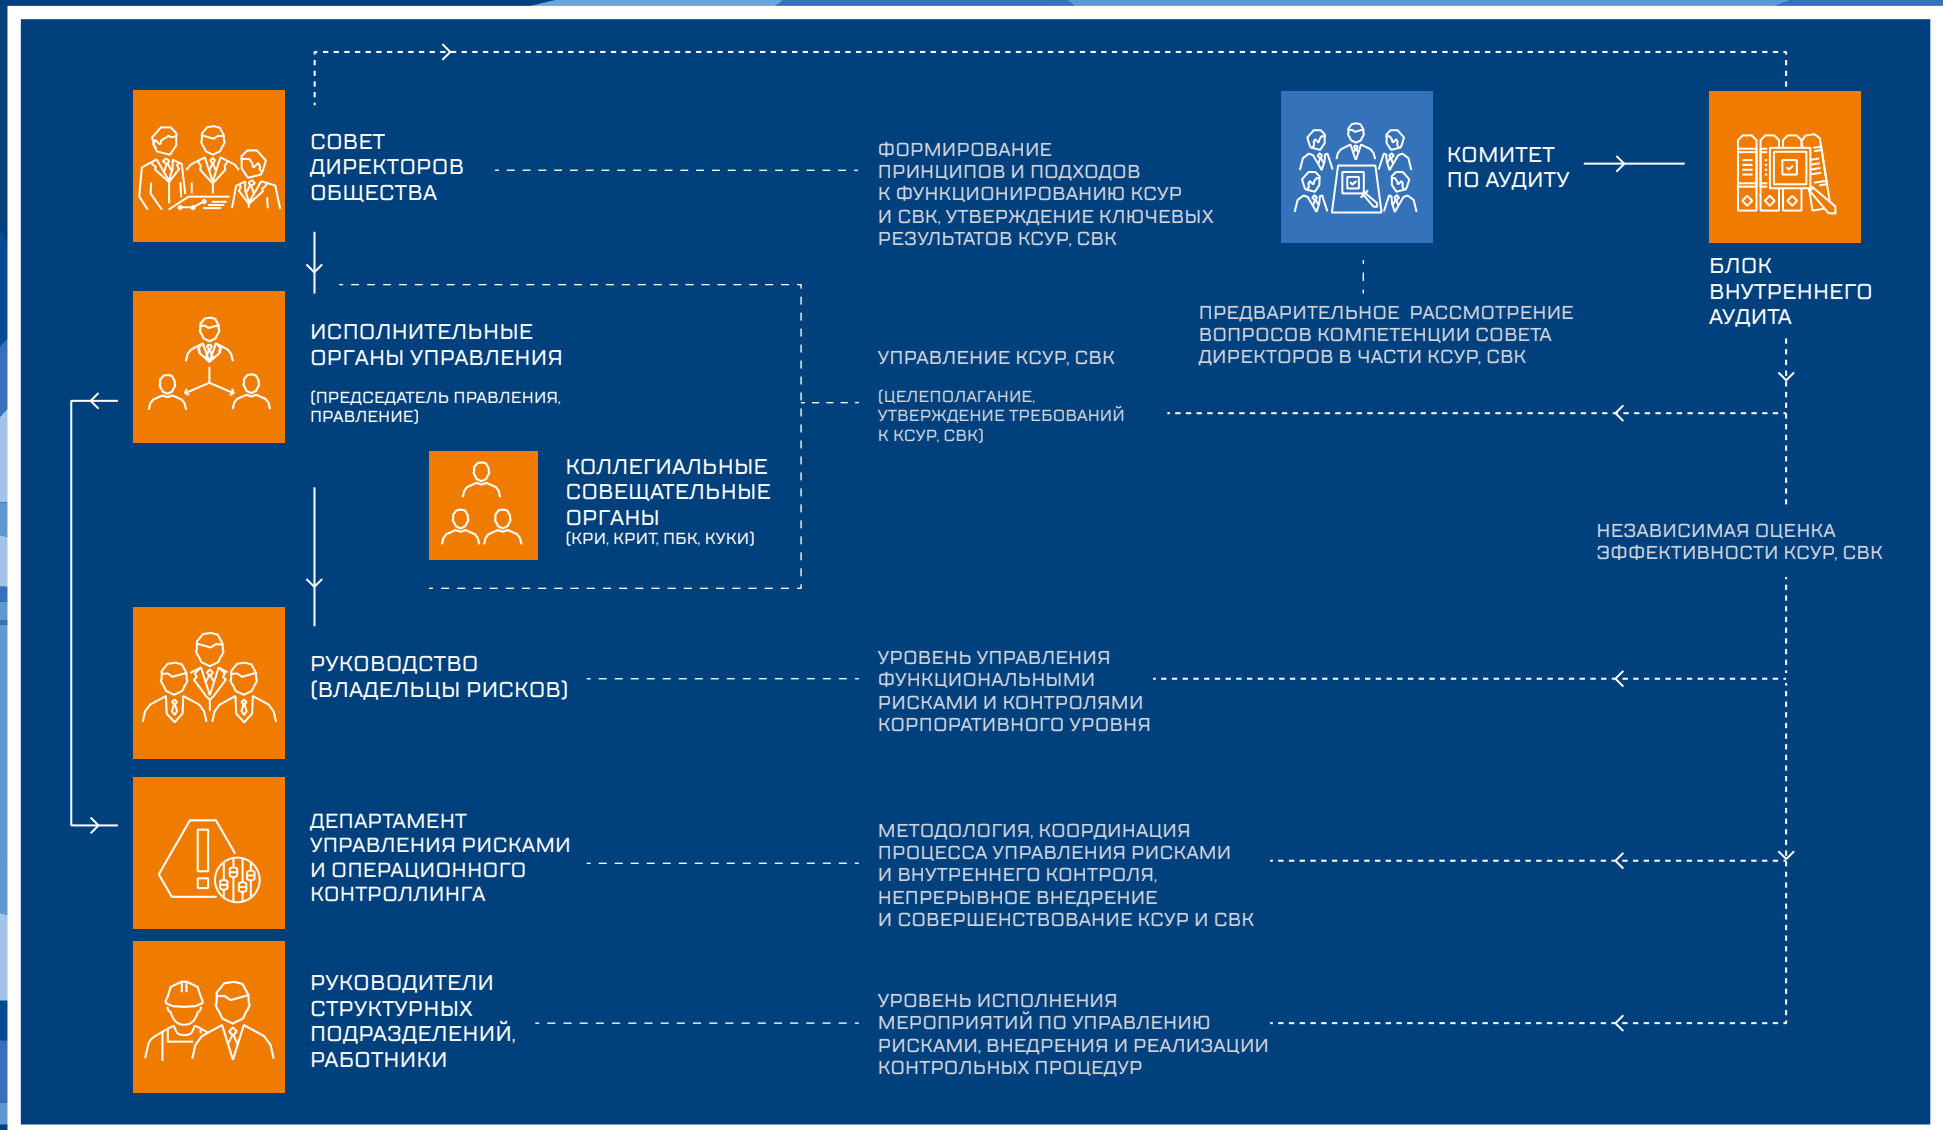 СОВЕТ
ДИРЕКТОРОВ
ОБЩЕСТВА
ФОРМИРОВАНИЕ
ПРИНЦИПОВ И ПОДХОДОВ
К ФУНКЦИОНИРОВАНИЮ КСУР
И СВК, УТВЕРЖДЕНИЕ КЛЮЧЕВЫХ
РЕЗУЛЬТАТОВ КСУР, СВК
КОМИТЕТ
ПО АУДИТУ
БЛОК
ВНУТРЕННЕГО
АУДИТА
ПРЕДВАРИТЕЛЬНОЕ РАССМОТРЕНИЕ
ВОПРОСОВ КОМПЕТЕНЦИИ СОВЕТА
ДИРЕКТОРОВ В ЧАСТИ КСУР, СВК
ИСПОЛНИТЕЛЬНЫЕ
ОРГАНЫ УПРАВЛЕНИЯ
(ПРЕДСЕДАТЕЛЬ ПРАВЛЕНИЯ,
ПРАВЛЕНИЕ)
УПРАВЛЕНИЕ КСУР, СВК
(ЦЕЛЕПОЛАГАНИЕ,
УТВЕРЖДЕНИЕ ТРЕБОВАНИЙ
К КСУР, СВК)
КОЛЛЕГИАЛЬНЫЕ
СОВЕЩАТЕЛЬНЫЕ
ОРГАНЫ
(КРИ, КРИТ, ПБК, КУКИ)
НЕЗАВИСИМАЯ ОЦЕНКА
ЭФФЕКТИВНОСТИ КСУР, СВК
РУКОВОДСТВО
(ВЛАДЕЛЬЦЫ РИСКОВ)
УРОВЕНЬ УПРАВЛЕНИЯ
ФУНКЦИОНАЛЬНЫМИ
РИСКАМИ И КОНТРОЛЯМИ
КОРПОРАТИВНОГО УРОВНЯ
ДЕПАРТАМЕНТ
УПРАВЛЕНИЯ РИСКАМИ
И ОПЕРАЦИОННОГО
КОНТРОЛЛИНГА
МЕТОДОЛОГИЯ, КООРДИНАЦИЯ
ПРОЦЕССА УПРАВЛЕНИЯ РИСКАМИ
И ВНУТРЕННЕГО КОНТРОЛЯ,
НЕПРЕРЫВНОЕ ВНЕДРЕНИЕ
И СОВЕРШЕНСТВОВАНИЕ КСУР И СВК
РУКОВОДИТЕЛИ
СТРУКТУРНЫХ
ПОДРАЗДЕЛЕНИЙ,
РАБОТНИКИ
УРОВЕНЬ ИСПОЛНЕНИЯ
МЕРОПРИЯТИЙ ПО УПРАВЛЕНИЮ
РИСКАМИ, ВНЕДРЕНИЯ И РЕАЛИЗАЦИИ
КОНТРОЛЬНЫХ ПРОЦЕДУР